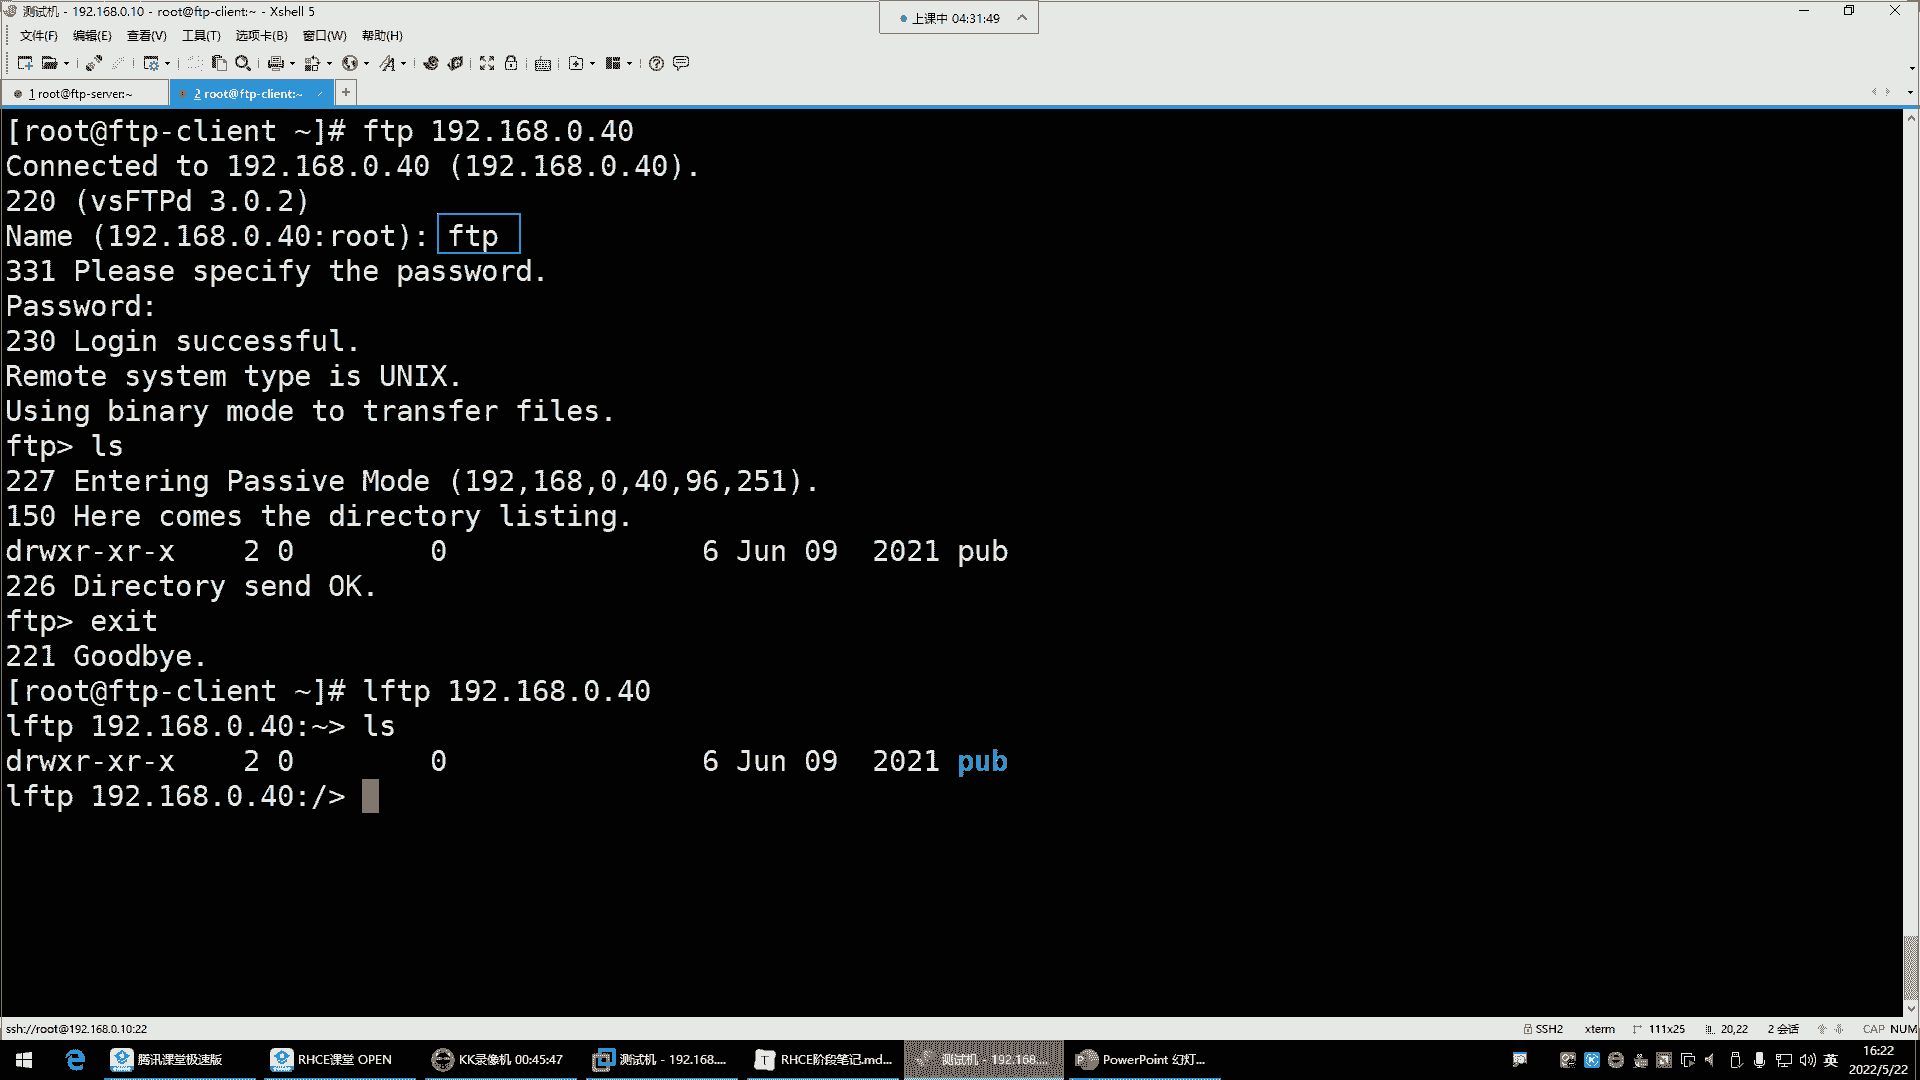 测试机 - 192.168.0.10 - root@ftp-client:~ - Xshell 5
上课中 04:31:49
文件(F) 编辑(E) 查看(V) 工具(T) 选项卡(B) 窗口(W) 帮助(H)
1 root@ftp-server:~ 2 root@ftp-client:~ +
[root@ftp-client ~]# ftp 192.168.0.40
Connected to 192.168.0.40 (192.168.0.40).
220 (vsFTPd 3.0.2)
Name (192.168.0.40:root): ftp
331 Please specify the password.
Password:
230 Login successful.
Remote system type is UNIX.
Using binary mode to transfer files.
ftp> ls
227 Entering Passive Mode (192,168,0,40,96,251).
150 Here comes the directory listing.
drwxr-xr-x    2 0        0               6 Jun 09  2021 pub
226 Directory send OK.
ftp> exit
221 Goodbye.
[root@ftp-client ~]# lftp 192.168.0.40
lftp 192.168.0.40:~> ls
drwxr-xr-x    2 0        0               6 Jun 09  2021 pub
lftp 192.168.0.40:/>
ssh://root@192.168.0.10:22 SSH2 xterm 111x25 20,22 2 会话 CAP NUM
腾讯课堂极速版 RHCE课堂 OPEN KK录像机 00:45:47 测试机 - 192.168.... RHCE阶段笔记.md... 测试机 - 192.168.... PowerPoint 幻灯... 英 16:22
2022/5/22